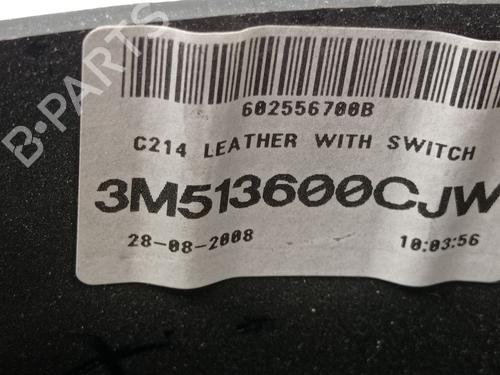 602556700B
C214 LEATHER WITH SWITCH
3M513600CJW
28-08-2008 10:03:56
B-PARTS